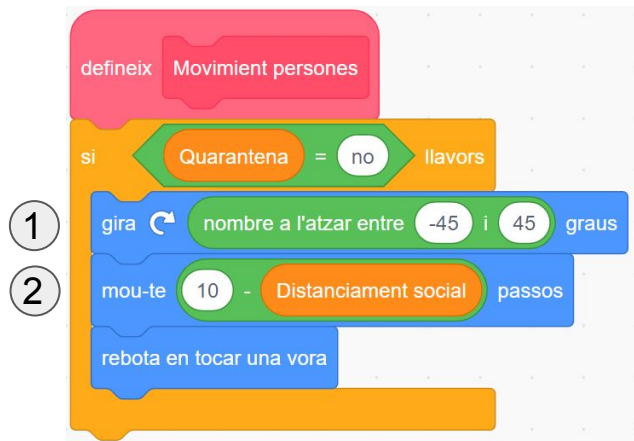 defineix Movimient persones
si Quarantena = no llavors
1 gira nombre a l'atzar entre -45 i 45 graus
2 mou-te 10 - Distanciament social passos
rebota en tocar una vora